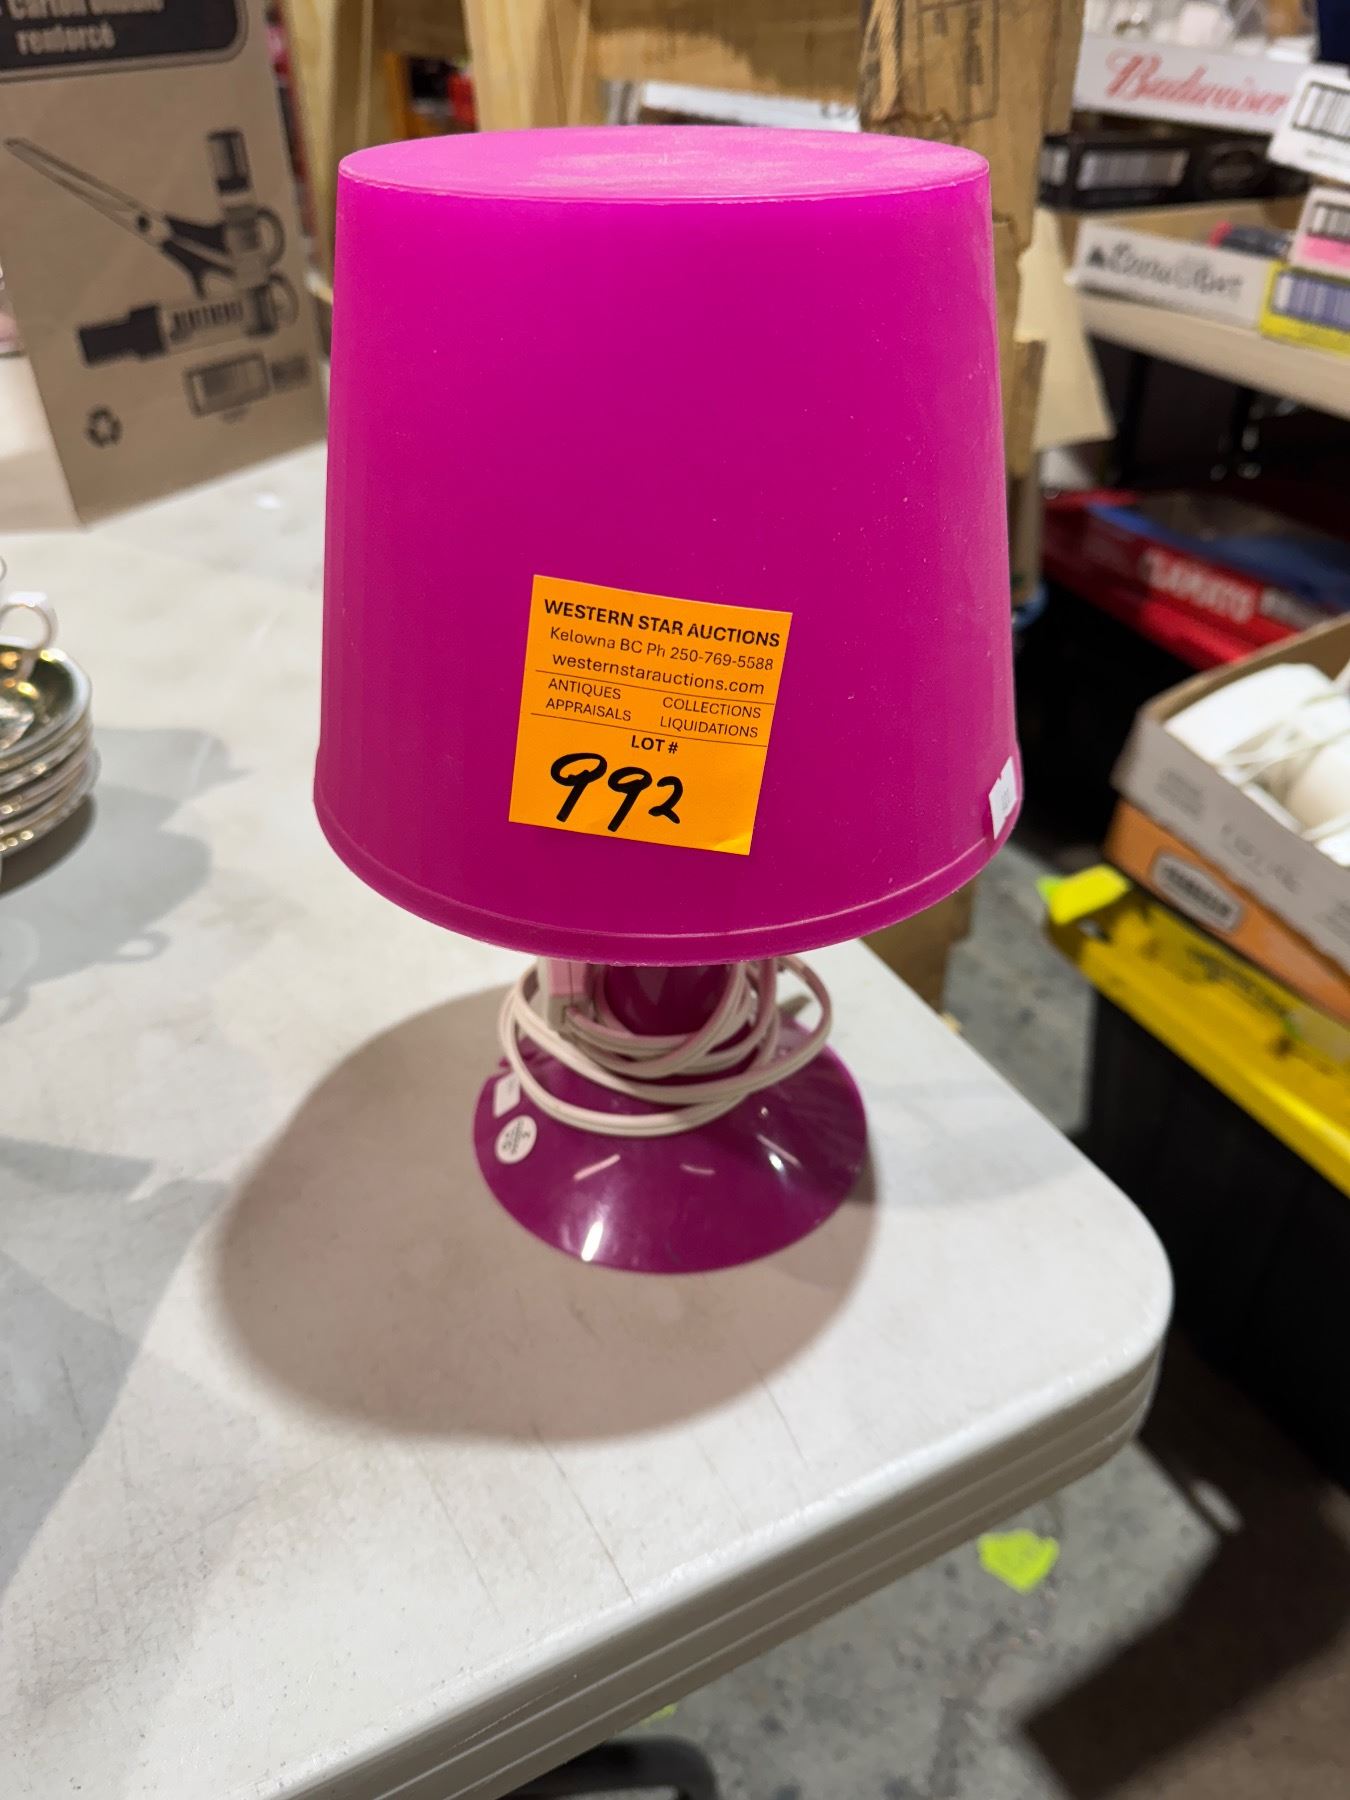 renforcé
Budweiser
WESTERN STAR AUCTIONS
Kelowna BC Ph 250-769-5588
westernstarauctions.com
ANTIQUES COLLECTIONS
APPRAISALS LIQUIDATIONS
LOT #
992